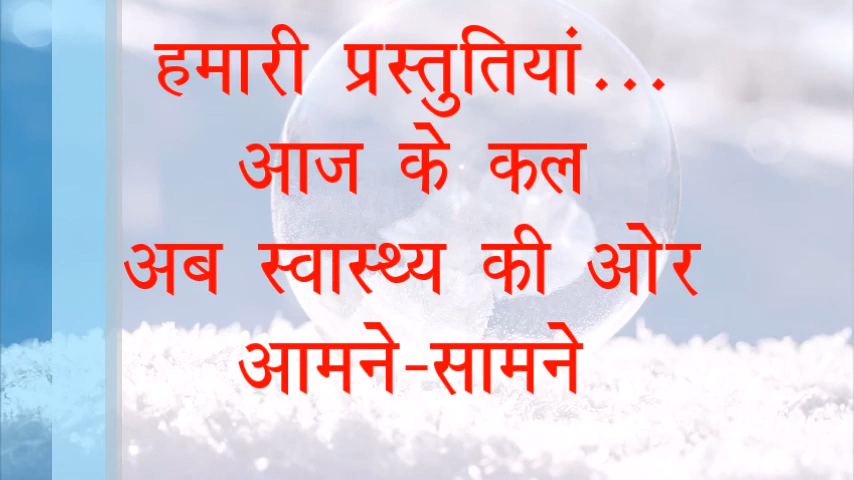 हमारी प्रस्तुतियां...
आज के कल
अब स्वास्थ्य की ओर
आमने-सामने